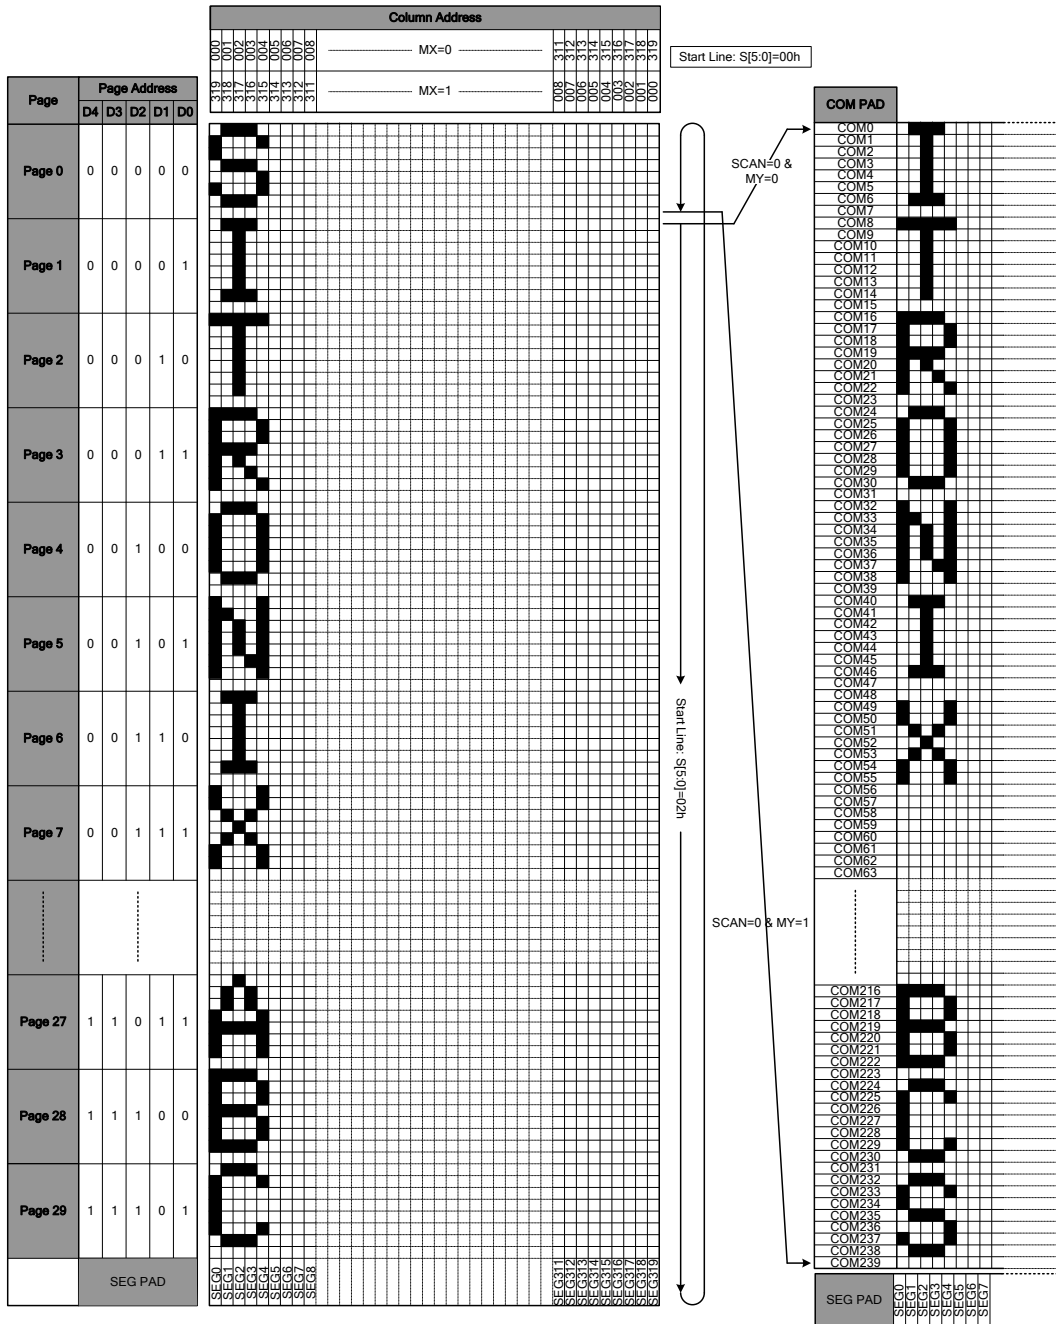 Column Address
000 001 002 003 004 005 006 007 008 MX=0 311 312 313 314 315 316 317 318 319
319 318 317 316 315 314 313 312 311 MX=1 008 007 006 005 004 003 002 001 000
Start Line: S[5:0]=00h
Page Page Address
D4 D3 D2 D1 D0
Page 0 0 0 0 0 0
Page 1 0 0 0 0 1
Page 2 0 0 0 1 0
Page 3 0 0 0 1 1
Page 4 0 0 1 0 0
Page 5 0 0 1 0 1
Page 6 0 0 1 1 0
Page 7 0 0 1 1 1
Page 27 1 1 0 1 1
Page 28 1 1 1 0 0
Page 29 1 1 1 0 1
SEG PAD
S
I
T
R
O
N
I
X
A
B
C
SEG0 SEG1 SEG2 SEG3 SEG4 SEG5 SEG6 SEG7 SEG8 SEG311 SEG312 SEG313 SEG314 SEG315 SEG316 SEG317 SEG318 SEG319
Start Line: S[5:0]=02h
SCAN=0 &
MY=0
SCAN=0 & MY=1
COM PAD
COM0
COM1
COM2
COM3
COM4
COM5
COM6
COM7
COM8
COM9
COM10
COM11
COM12
COM13
COM14
COM15
COM16
COM17
COM18
COM19
COM20
COM21
COM22
COM23
COM24
COM25
COM26
COM27
COM28
COM29
COM30
COM31
COM32
COM33
COM34
COM35
COM36
COM37
COM38
COM39
COM40
COM41
COM42
COM43
COM44
COM45
COM46
COM47
COM48
COM49
COM50
COM51
COM52
COM53
COM54
COM55
COM56
COM57
COM58
COM59
COM60
COM61
COM62
COM63
COM216
COM217
COM218
COM219
COM220
COM221
COM222
COM223
COM224
COM225
COM226
COM227
COM228
COM229
COM230
COM231
COM232
COM233
COM234
COM235
COM236
COM237
COM238
COM239
I
T
R
O
N
I
X
B
C
S
SEG PAD
SEG0 SEG1 SEG2 SEG3 SEG4 SEG5 SEG6 SEG7